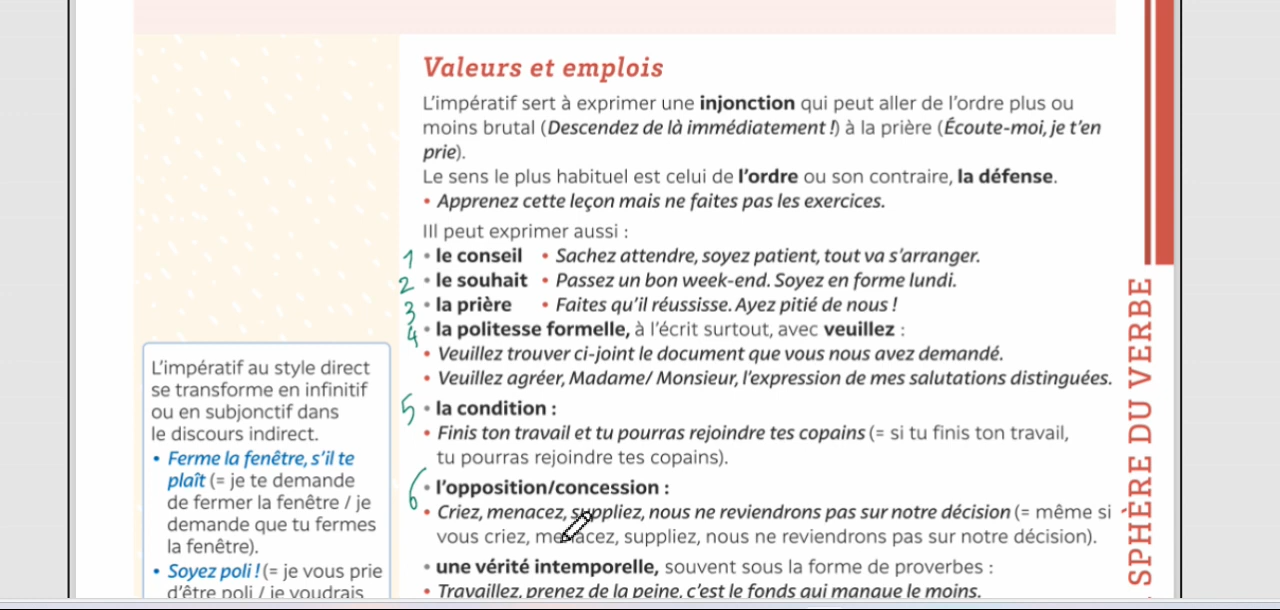 Valeurs et emplois
L'impératif sert à exprimer une injonction qui peut aller de l'ordre plus ou
moins brutal (Descendez de là immédiatement !) à la prière (Écoute-moi, je t'en
prie).
Le sens le plus habituel est celui de l'ordre ou son contraire, la défense.
• Apprenez cette leçon mais ne faites pas les exercices.
Ill peut exprimer aussi :
1 • le conseil • Sachez attendre, soyez patient, tout va s'arranger.
2 • le souhait • Passez un bon week-end. Soyez en forme lundi.
3 • la prière • Faites qu'il réussisse. Ayez pitié de nous !
4 • la politesse formelle, à l'écrit surtout, avec veuillez :
• Veuillez trouver ci-joint le document que vous nous avez demandé.
• Veuillez agréer, Madame/ Monsieur, l'expression de mes salutations distinguées.
5 • la condition :
• Finis ton travail et tu pourras rejoindre tes copains (= si tu finis ton travail,
tu pourras rejoindre tes copains).
6 • l'opposition/concession :
• Criez, menacez, suppliez, nous ne reviendrons pas sur notre décision (= même si
vous criez, menacez, suppliez, nous ne reviendrons pas sur notre décision).
• une vérité intemporelle, souvent sous la forme de proverbes :
• Travaillez, prenez de la peine, c'est le fonds qui manque le moins.
L'impératif au style direct
se transforme en infinitif
ou en subjonctif dans
le discours indirect.
• Ferme la fenêtre, s'il te
plaît (= je te demande
de fermer la fenêtre / je
demande que tu fermes
la fenêtre).
• Soyez poli ! (= je vous prie
d'être poli / je voudrais
SPHÈRE DU VERBE